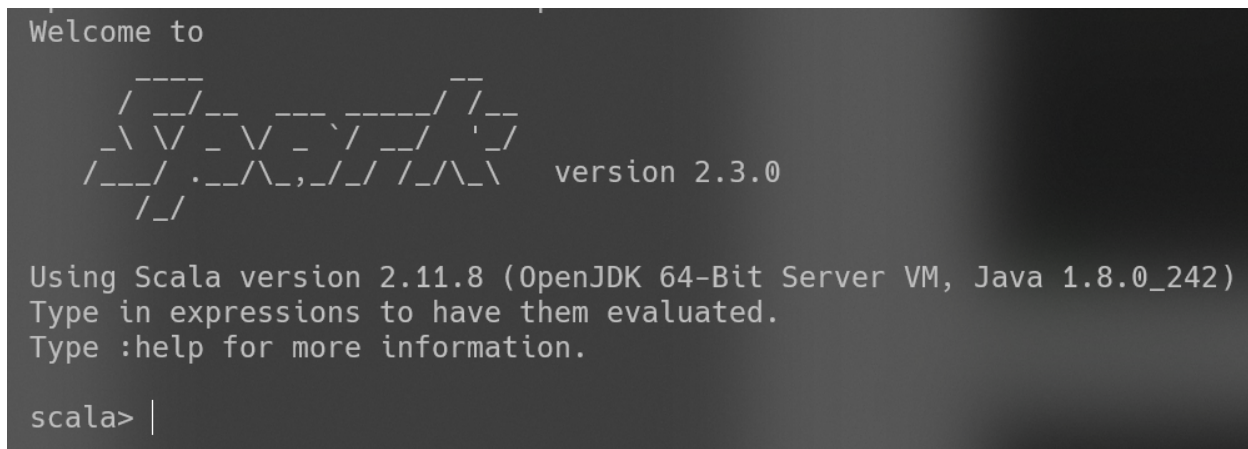 Welcome to
      ____              __
     / __/__  ___ _____/ /__
    _\ \/ _ \/ _ `/ __/  '_/
   /___/ .__/\_,_/_/ /_/\_\   version 2.3.0
      /_/
Using Scala version 2.11.8 (OpenJDK 64-Bit Server VM, Java 1.8.0_242)
Type in expressions to have them evaluated.
Type :help for more information.
scala>